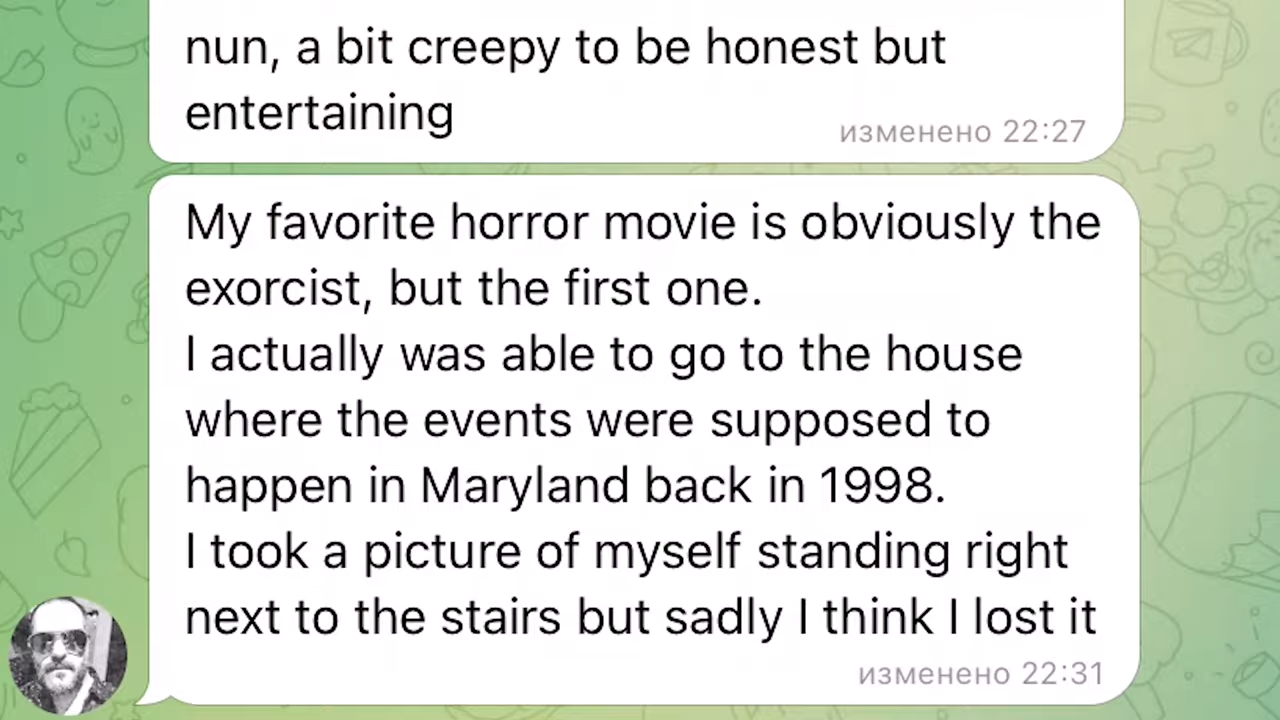 nun, a bit creepy to be honest but
entertaining
изменено 22:27
My favorite horror movie is obviously the
exorcist, but the first one.
I actually was able to go to the house
where the events were supposed to
happen in Maryland back in 1998.
I took a picture of myself standing right
next to the stairs but sadly I think I lost it
изменено 22:31